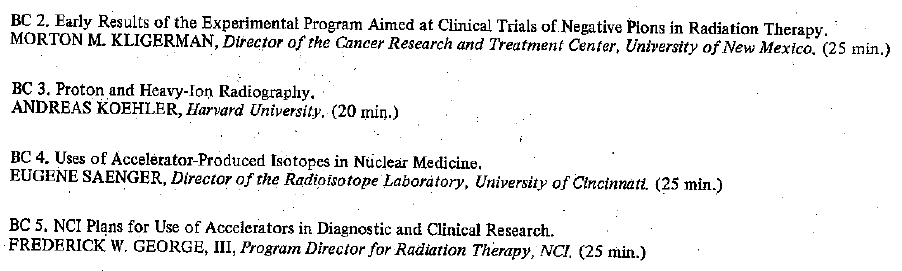 BC 2. Early Results of the Experimental Program Aimed at Clinical Trials of Negative Pions in Radiation Therapy.
MORTON M. KLIGERMAN, Director of the Cancer Research and Treatment Center, University of New Mexico. (25 min.)
BC 3. Proton and Heavy-Ion Radiography.
ANDREAS KOEHLER, Harvard University. (20 min.)
BC 4. Uses of Accelerator-Produced Isotopes in Nuclear Medicine.
EUGENE SAENGER, Director of the Radioisotope Laboratory, University of Cincinnati. (25 min.)
BC 5. NCI Plans for Use of Accelerators in Diagnostic and Clinical Research.
FREDERICK W. GEORGE, III, Program Director for Radiation Therapy, NCI. (25 min.)